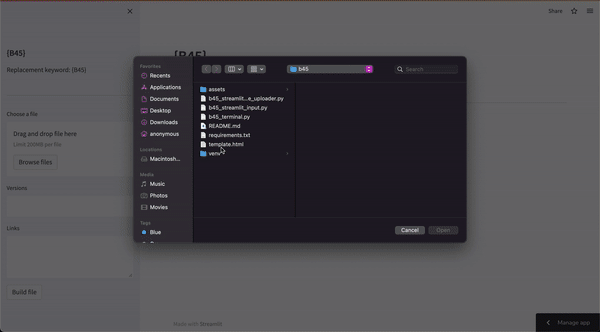 Share
{B45}
{B45}
Replacement keyword: {B45}
Choose a file
Drag and drop file here
Limit 200MB per file
Browse files
Versions
Links
Build file
Favorites
Recents
Applications
Documents
Desktop
Downloads
anonymous
Locations
Macintosh...
Media
Music
Photos
Movies
Tags
Blue
b45
Search
assets
b45_streamlit...e_uploader.py
b45_streamlit_input.py
b45_terminal.py
README.md
requirements.txt
template.html
venv
Cancel
Open
Made with Streamlit
Manage app